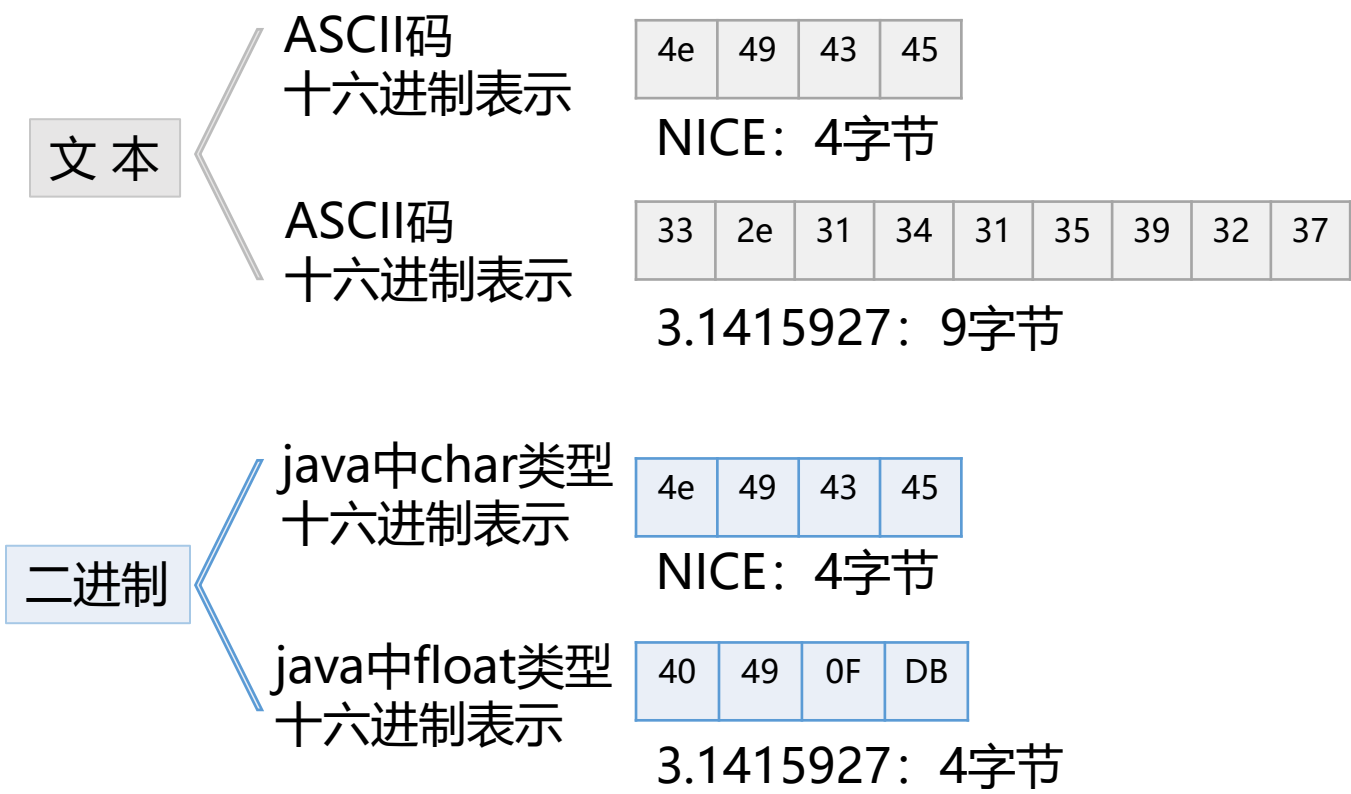 文 本
ASCII码
十六进制表示
4e 49 43 45
NICE：4字节
ASCII码
十六进制表示
33 2e 31 34 31 35 39 32 37
3.1415927：9字节
二进制
java中char类型
十六进制表示
4e 49 43 45
NICE：4字节
java中float类型
十六进制表示
40 49 0F DB
3.1415927：4字节